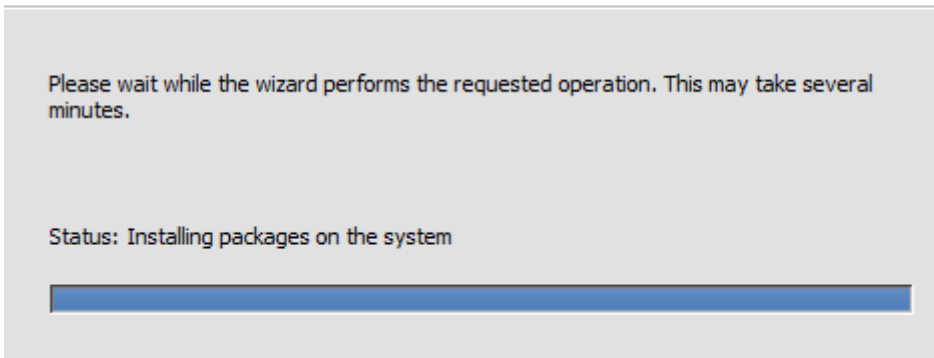 Please wait while the wizard performs the requested operation. This may take several
minutes.
Status: Installing packages on the system